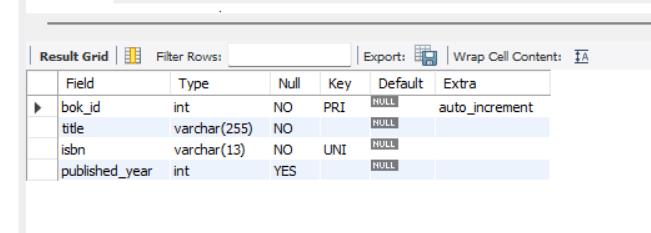 Result Grid Filter Rows: Export: Wrap Cell Content: IA
Field Type Null Key Default Extra
bok_id int NO PRI NULL auto_increment
title varchar(255) NO NULL
isbn varchar(13) NO UNI NULL
published_year int YES NULL